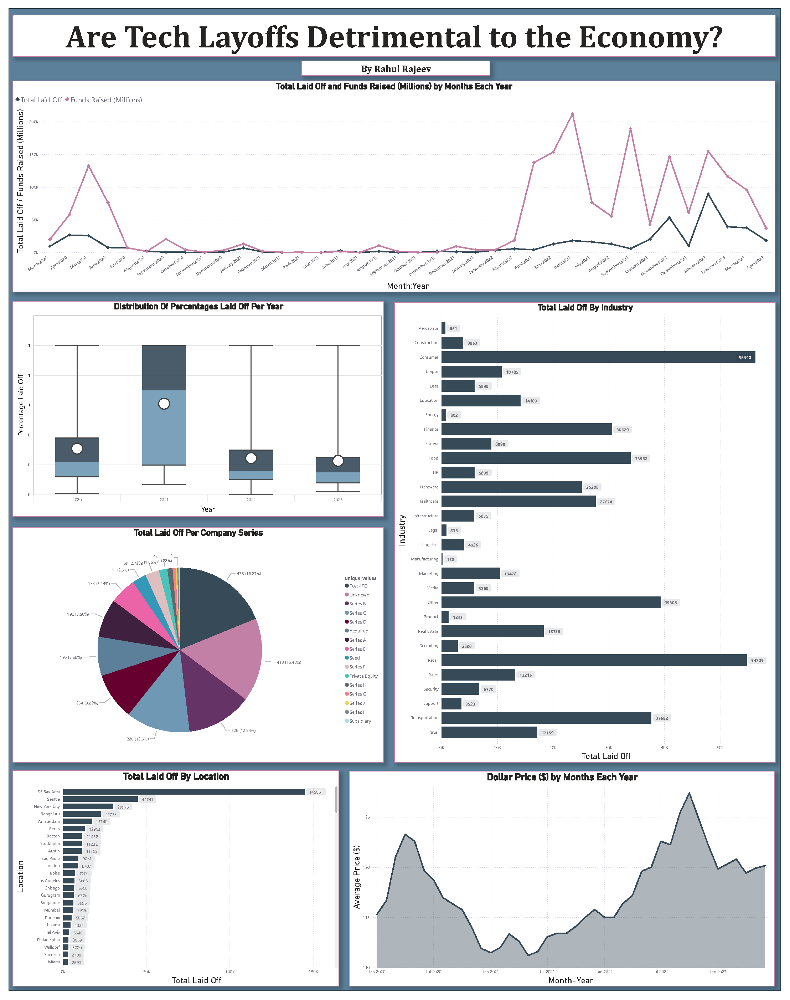 Are Tech Layoffs Detrimental to the Economy?
By Rahul Rajeev
Total Laid Off and Funds Raised (Millions) by Months Each Year
Total Laid Off Funds Raised (Millions)
Total Laid Off / Funds Raised (Millions)
200K
150K
100K
50K
0K
March2020 April2020 May2020 June2020 July2020 August2020 September2020 October2020 November2020 December2020 January2021 February2021 March2021 April2021 May2021 June2021 July2021 August2021 September2021 October2021 November2021 December2021 January2022 February2022 March2022 April2022 May2022 June2022 July2022 August2022 September2022 October2022 November2022 December2022 January2023 February2023 March2023 April2023
Month:Year
Distribution Of Percentages Laid Off Per Year
Percentage Laid Off
1
1
1
0
0
0
2020 2021 2022 2023
Year
Total Laid Off Per Company Series
478 (18.83%)
418 (16.46%)
326 (12.84%)
320 (12.6%)
234 (9.22%)
195 (7.68%)
192 (7.56%)
133 (5.24%)
71 (2.8%)
69 (2.72%)
42 (1.65%)
7 (0.28%)
unique_values
Post-IPO
Unknown
Series B
Series C
Series D
Acquired
Series A
Series E
Seed
Series F
Private Equity
Series H
Series G
Series J
Series I
Subsidiary
Total Laid Off By Industry
Industry
Aerospace 661
Construction 3863
Consumer 56340
Crypto 10785
Data 5899
Education 14169
Energy 802
Finance 30629
Fitness 8898
Food 33962
HR 5899
Hardware 25208
Healthcare 27674
Infrastructure 5875
Legal 836
Logistics 4026
Manufacturing 158
Marketing 10478
Media 5869
Other 39308
Product 1233
Real Estate 18326
Recruiting 2890
Retail 54825
Sales 13216
Security 6770
Support 3523
Transportation 37692
Travel 17159
0K 10K 20K 30K 40K 50K
Total Laid Off
Total Laid Off By Location
Location
SF Bay Area 145051
Seattle 44741
New York City 29976
Bengaluru 22733
Amsterdam 17140
Berlin 12903
Boston 11458
Stockholm 11232
Austin 11199
Sao Paulo 9081
London 8707
Boise 7200
Los Angeles 6665
Chicago 6500
Gurugram 6376
Singapore 5995
Mumbai 5915
Phoenix 5067
Jakarta 4321
Tel Aviv 3546
Philadelphia 3089
Walldorf 3000
Shenzen 2700
Miami 2690
0K 50K 100K 150K
Total Laid Off
Dollar Price ($) by Months Each Year
Average Price ($)
125
120
115
110
Jan 2020 Jul 2020 Jan 2021 Jul 2021 Jan 2022 Jul 2022 Jan 2023
Month-Year